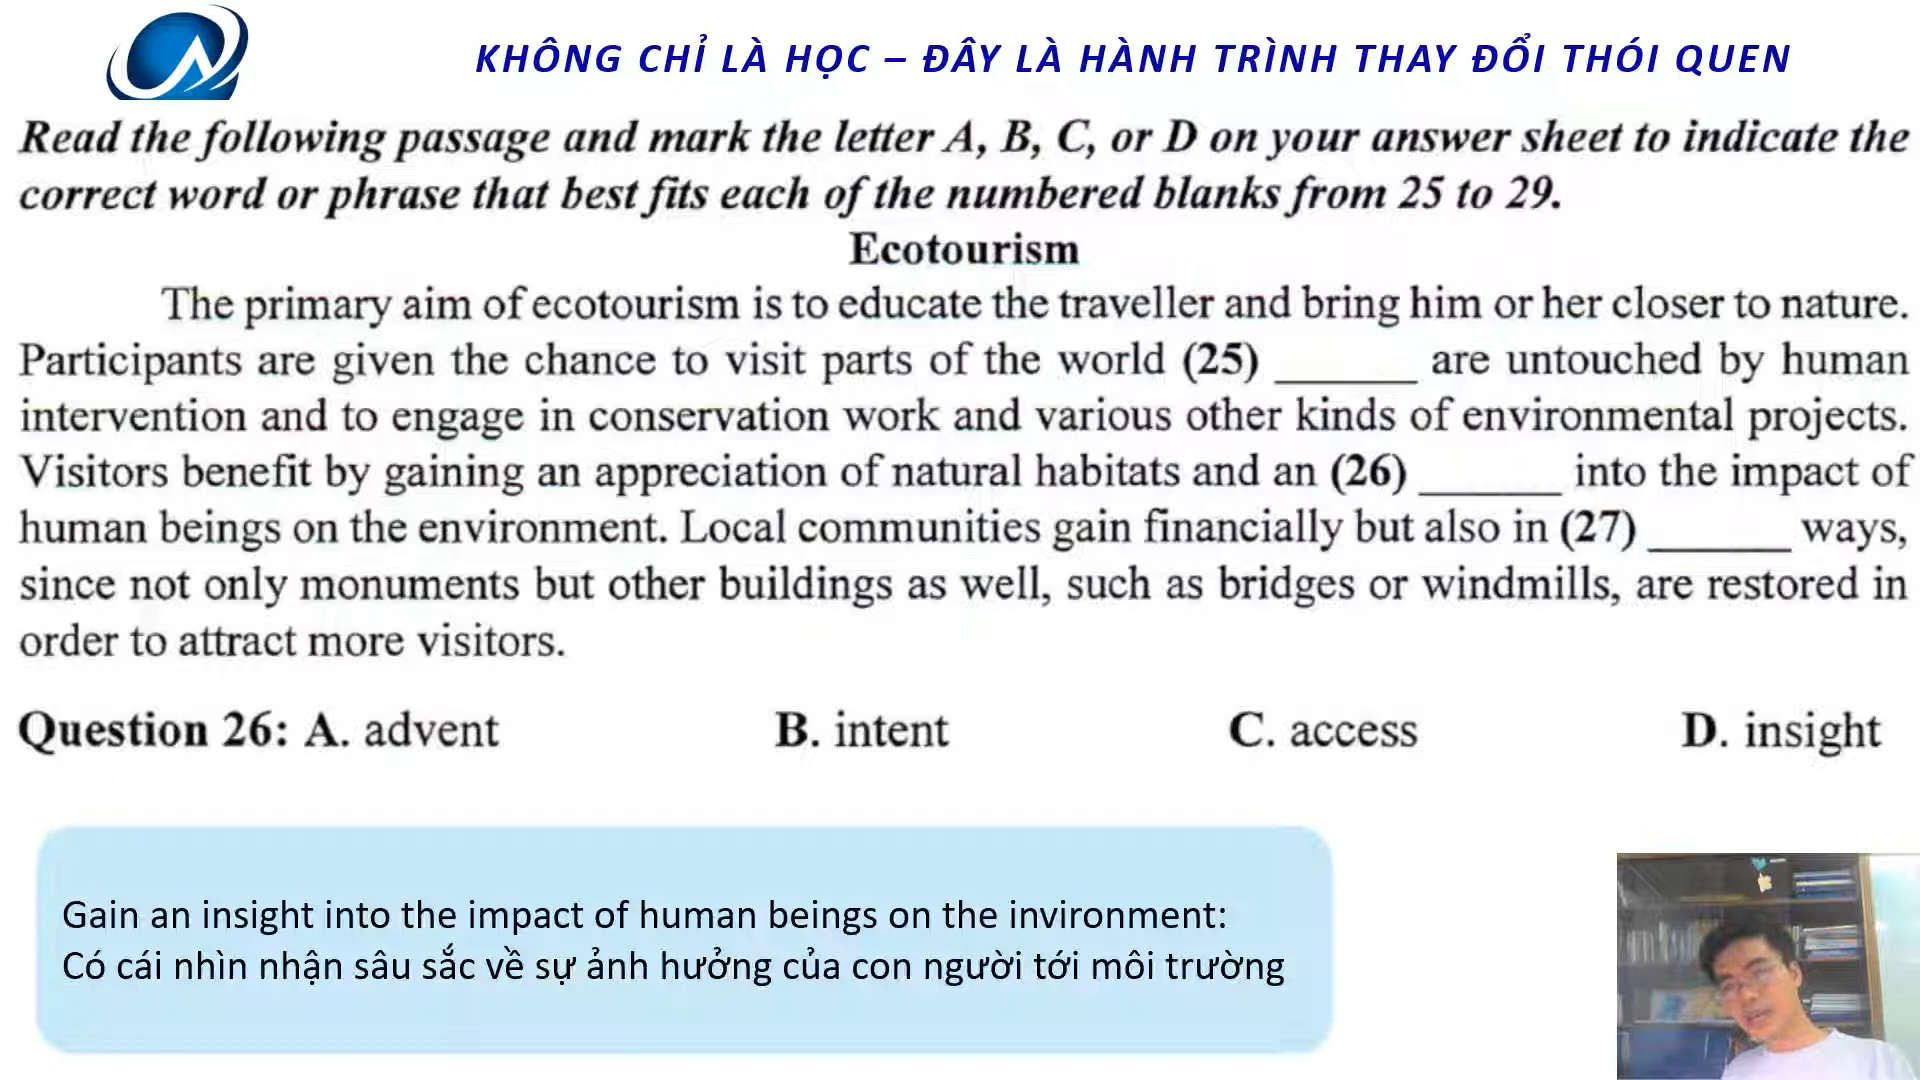 KHÔNG CHỈ LÀ HỌC – ĐÂY LÀ HÀNH TRÌNH THAY ĐỔI THÓI QUEN
Read the following passage and mark the letter A, B, C, or D on your answer sheet to indicate the
correct word or phrase that best fits each of the numbered blanks from 25 to 29.
Ecotourism
The primary aim of ecotourism is to educate the traveller and bring him or her closer to nature.
Participants are given the chance to visit parts of the world (25) ______ are untouched by human
intervention and to engage in conservation work and various other kinds of environmental projects.
Visitors benefit by gaining an appreciation of natural habitats and an (26) ______ into the impact of
human beings on the environment. Local communities gain financially but also in (27) ______ ways,
since not only monuments but other buildings as well, such as bridges or windmills, are restored in
order to attract more visitors.
Question 26: A. advent B. intent C. access D. insight
Gain an insight into the impact of human beings on the invironment:
Có cái nhìn nhận sâu sắc về sự ảnh hưởng của con người tới môi trường